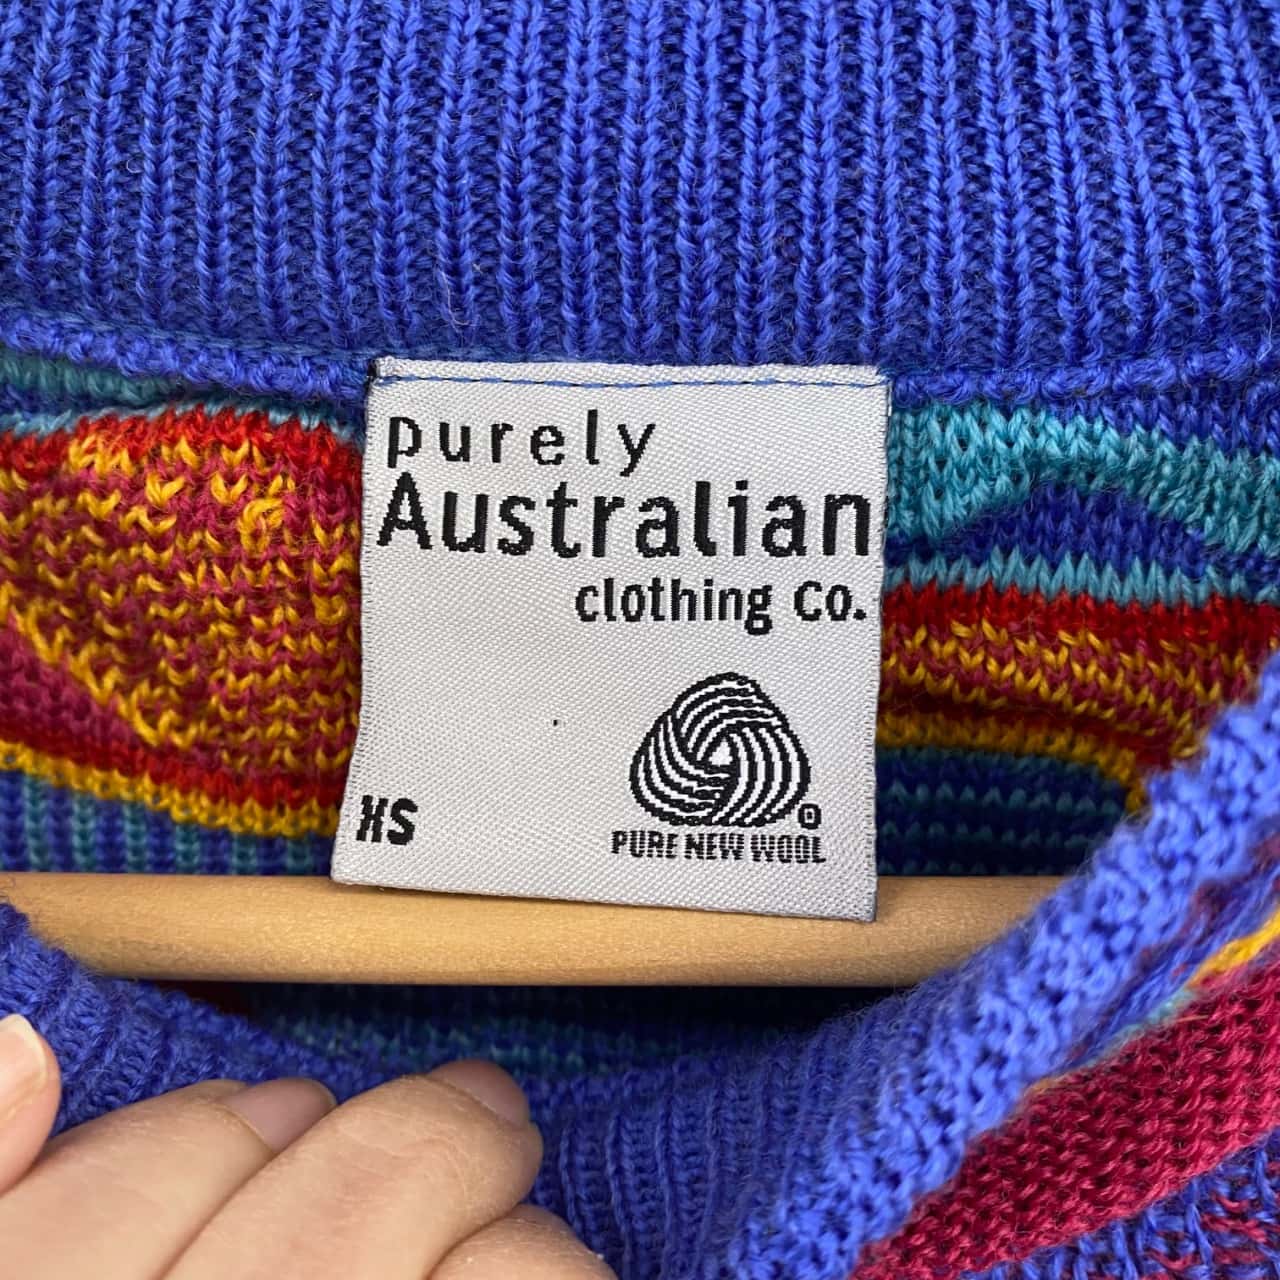 purely
Australian
clothing Co.
XS
PURE NEW WOOL